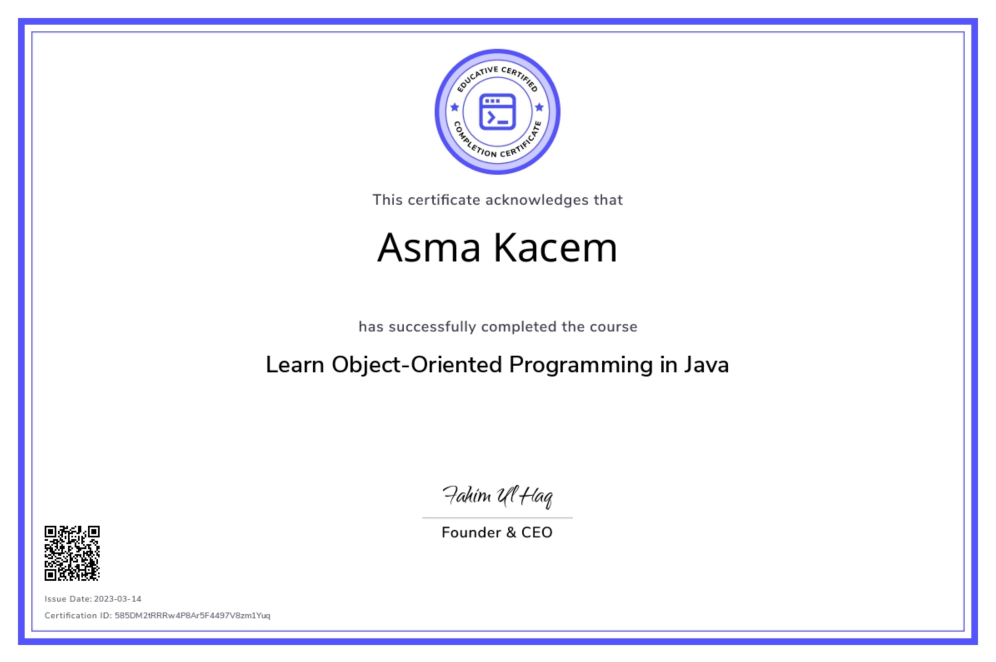 EDUCATIVE CERTIFIED
COMPLETION CERTIFICATE
This certificate acknowledges that
Asma Kacem
has successfully completed the course
Learn Object-Oriented Programming in Java
Fahim Ul Haq
Founder & CEO
Issue Date: 2023-03-14
Certification ID: 585DM2tRRRw4P8Ar5F4497V8zm1Yuq